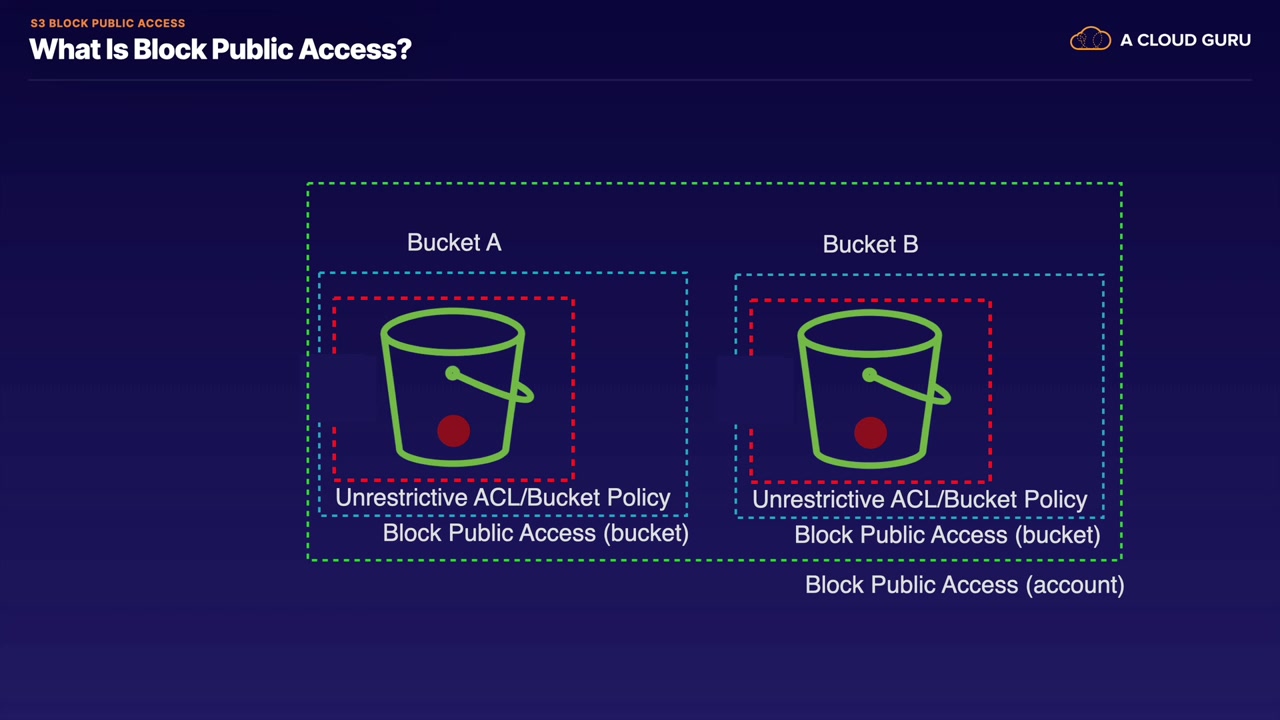 S3 BLOCK PUBLIC ACCESS
What Is Block Public Access?
A CLOUD GURU
Bucket A
Bucket B
Unrestrictive ACL/Bucket Policy
Unrestrictive ACL/Bucket Policy
Block Public Access (bucket)
Block Public Access (bucket)
Block Public Access (account)